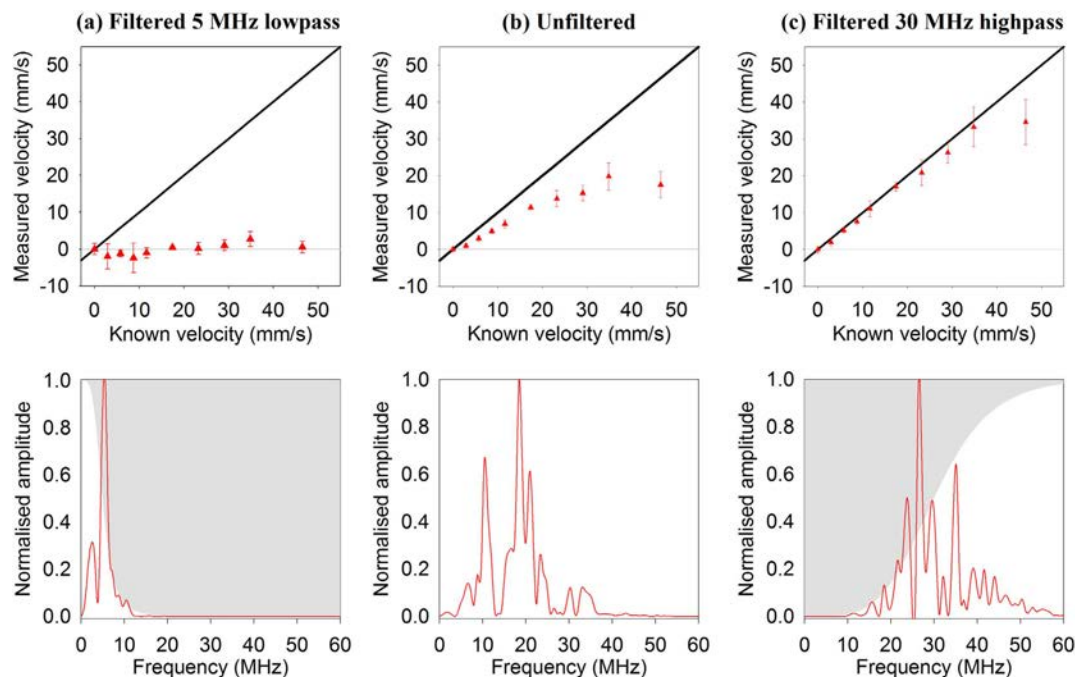 (a) Filtered 5 MHz lowpass
(b) Unfiltered
(c) Filtered 30 MHz highpass
Measured velocity (mm/s)
50
40
30
20
10
0
-10
0 10 20 30 40 50
Known velocity (mm/s)
Measured velocity (mm/s)
50
40
30
20
10
0
-10
0 10 20 30 40 50
Known velocity (mm/s)
Measured velocity (mm/s)
50
40
30
20
10
0
-10
0 10 20 30 40 50
Known velocity (mm/s)
Normalised amplitude
1.0
0.8
0.6
0.4
0.2
0.0
0 10 20 30 40 50 60
Frequency (MHz)
Normalised amplitude
1.0
0.8
0.6
0.4
0.2
0.0
0 10 20 30 40 50 60
Frequency (MHz)
Normalised amplitude
1.0
0.8
0.6
0.4
0.2
0.0
0 10 20 30 40 50 60
Frequency (MHz)